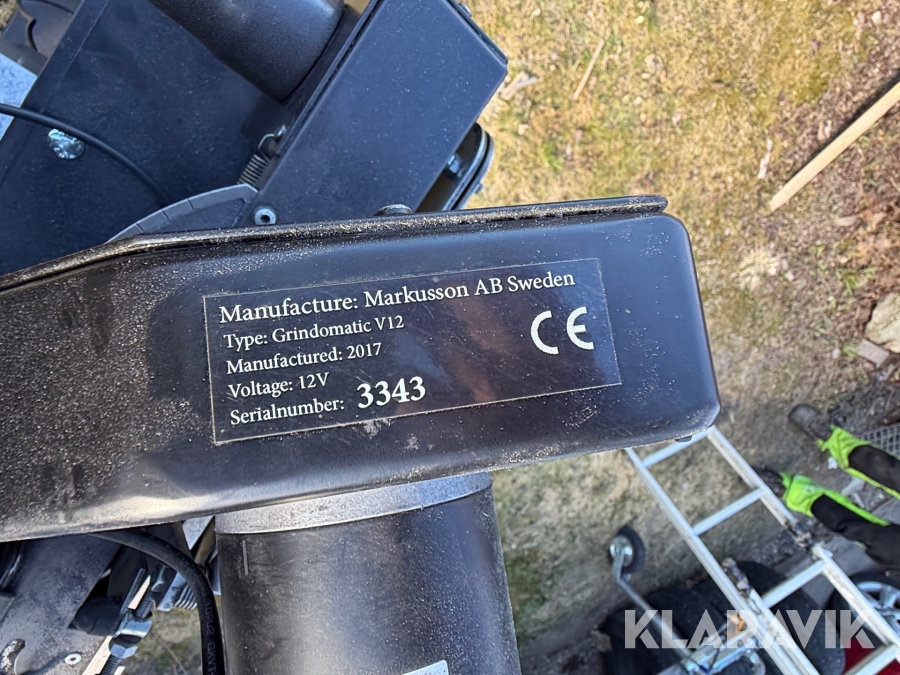 Manufacture: Markusson AB Sweden
Type: Grindomatic V12
Manufactured: 2017
Voltage: 12V
Serialnumber: 3343
CE
KLARAVIK